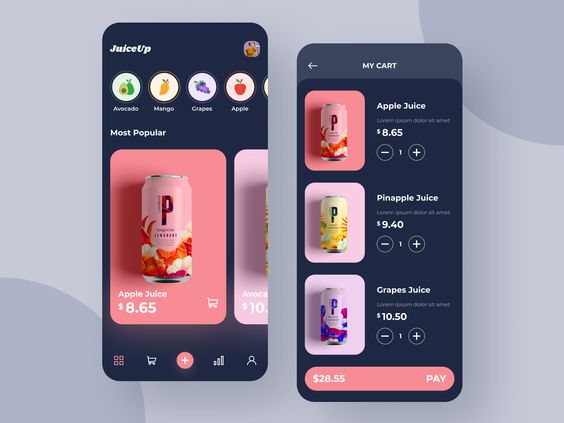 JuiceUp
Avocado
Mango
Grapes
Apple
Most Popular
P
LEMONADE
Apple Juice
$ 8.65
Avoca
$ 10
MY CART
P
Apple Juice
Lorem ipsum dolor sit amet
$ 8.65
1
P
Pinapple Juice
Lorem ipsum dolor sit amet
$ 9.40
1
P
Grapes Juice
Lorem ipsum dolor sit amet
$ 10.50
1
$28.55 PAY